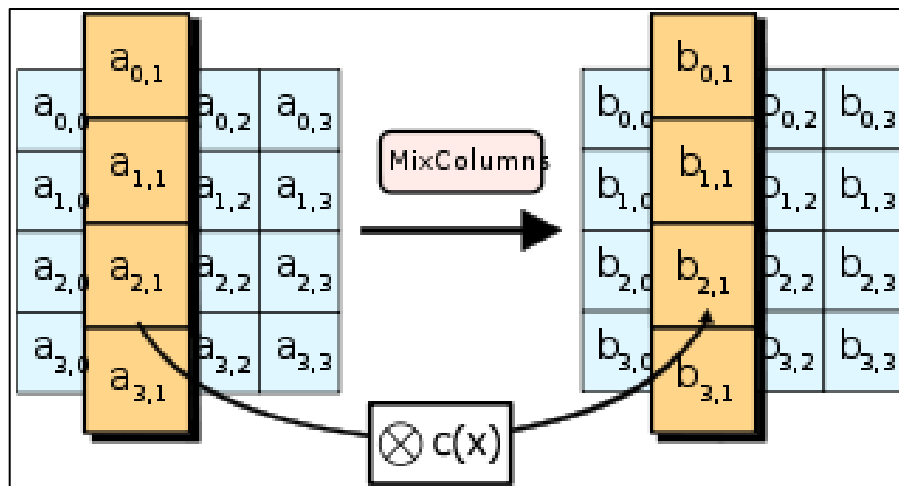 a0,1 b0,1
a0,0 a0,2 a0,3 b0,0 b0,2 b0,3
MixColumns
a1,1 b1,1
a1,0 a1,2 a1,3 b1,0 b1,2 b1,3
a2,1 b2,1
a2,0 a2,2 a2,3 b2,0 b2,2 b2,3
a3,0 a3,2 a3,3 b3,0 b3,2 b3,3
a3,1 b3,1
⊗ c(x)